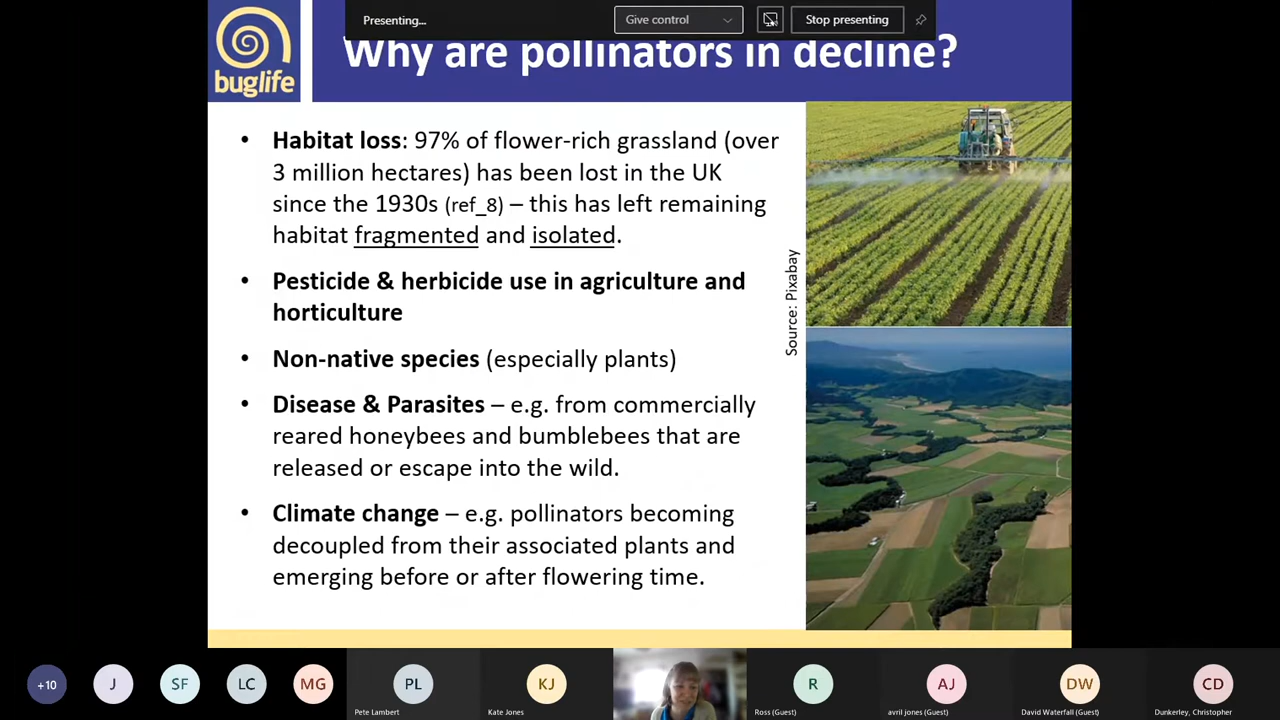 Presenting...
Give control
Stop presenting
buglife
Why are pollinators in decline?
• Habitat loss: 97% of flower-rich grassland (over
3 million hectares) has been lost in the UK
since the 1930s (ref_8) – this has left remaining
habitat fragmented and isolated.
• Pesticide & herbicide use in agriculture and
horticulture
• Non-native species (especially plants)
• Disease & Parasites – e.g. from commercially
reared honeybees and bumblebees that are
released or escape into the wild.
• Climate change – e.g. pollinators becoming
decoupled from their associated plants and
emerging before or after flowering time.
Source: Pixabay
+10
J
SF
LC
MG
PL
Pete Lambert
KJ
Kate Jones
R
Ross (Guest)
AJ
avril jones (Guest)
DW
David Waterfall (Guest)
CD
Dunkerley, Christopher